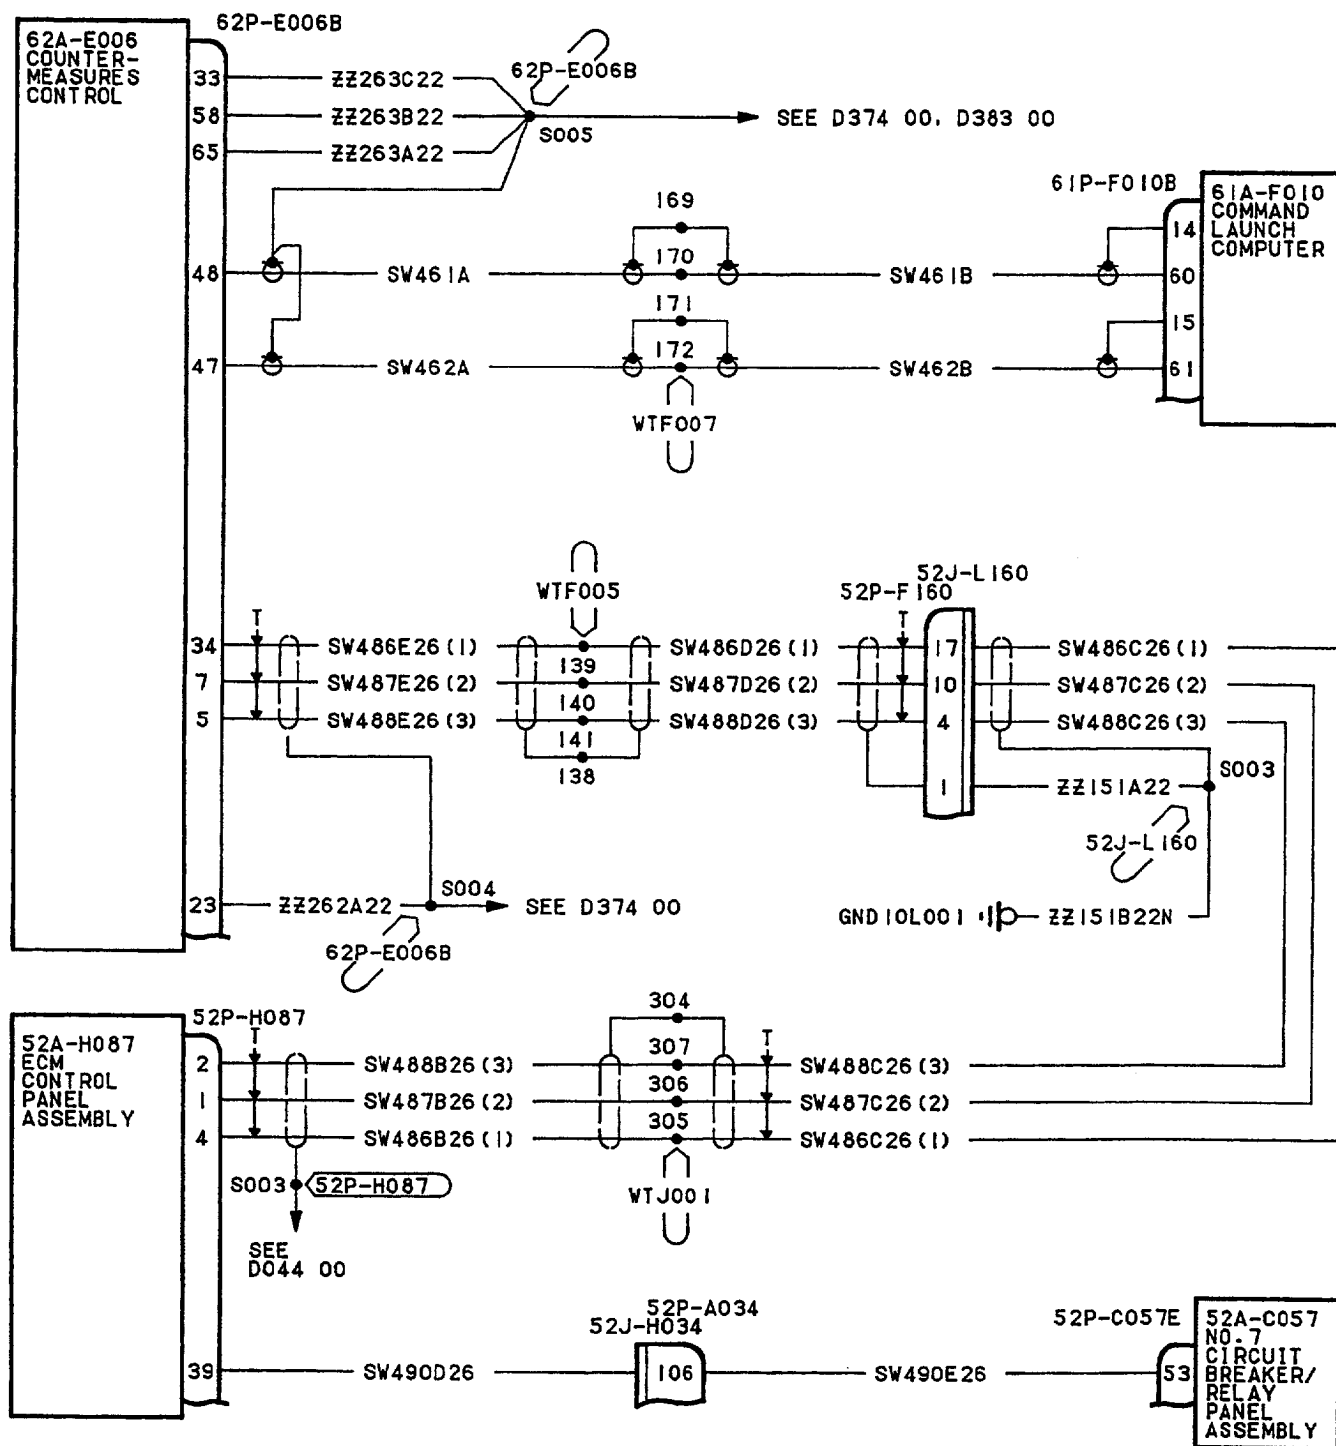 62P-E006B
62A-E006
COUNTER-
MEASURES
CONTROL
62P-E006B
33
ZZ263C22
58
ZZ263B22
S005
SEE D374 00, D383 00
65
ZZ263A22
61P-F010B
61A-F010
COMMAND
LAUNCH
COMPUTER
169
14
48
SW461A
170
SW461B
60
171
15
47
SW462A
172
SW462B
61
WTF007
WTF005
52P-F160
52J-L160
T
T
34
SW486E26(1)
139
SW486D26(1)
17
SW486C26(1)
7
SW487E26(2)
140
SW487D26(2)
10
SW487C26(2)
5
SW488E26(3)
141
SW488D26(3)
4
SW488C26(3)
138
S003
1
ZZ151A22
52J-L160
23
ZZ262A22
S004
SEE D374 00
GND10L001
ZZ151B22N
62P-E006B
52P-H087
52A-H087
ECM
CONTROL
PANEL
ASSEMBLY
304
T
T
2
SW488B26(3)
307
SW488C26(3)
1
SW487B26(2)
306
SW487C26(2)
4
SW486B26(1)
305
SW486C26(1)
S003
52P-H087
WTJ001
SEE
D044 00
52P-A034
52J-H034
52P-C057E
52A-C057
NO.7
CIRCUIT
BREAKER/
RELAY
PANEL
ASSEMBLY
39
SW490D26
106
SW490E26
53